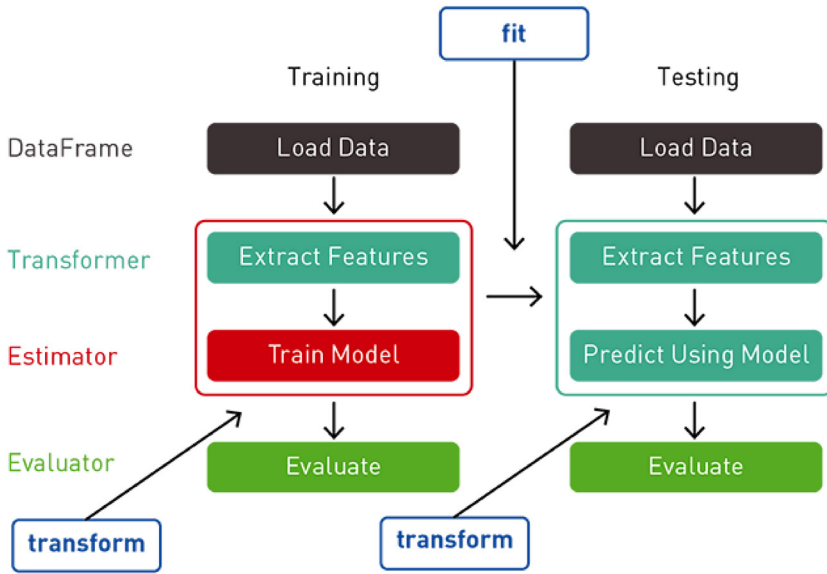 fit
Training
Testing
DataFrame
Load Data
Load Data
Transformer
Extract Features
Extract Features
Estimator
Train Model
Predict Using Model
Evaluator
Evaluate
Evaluate
transform
transform